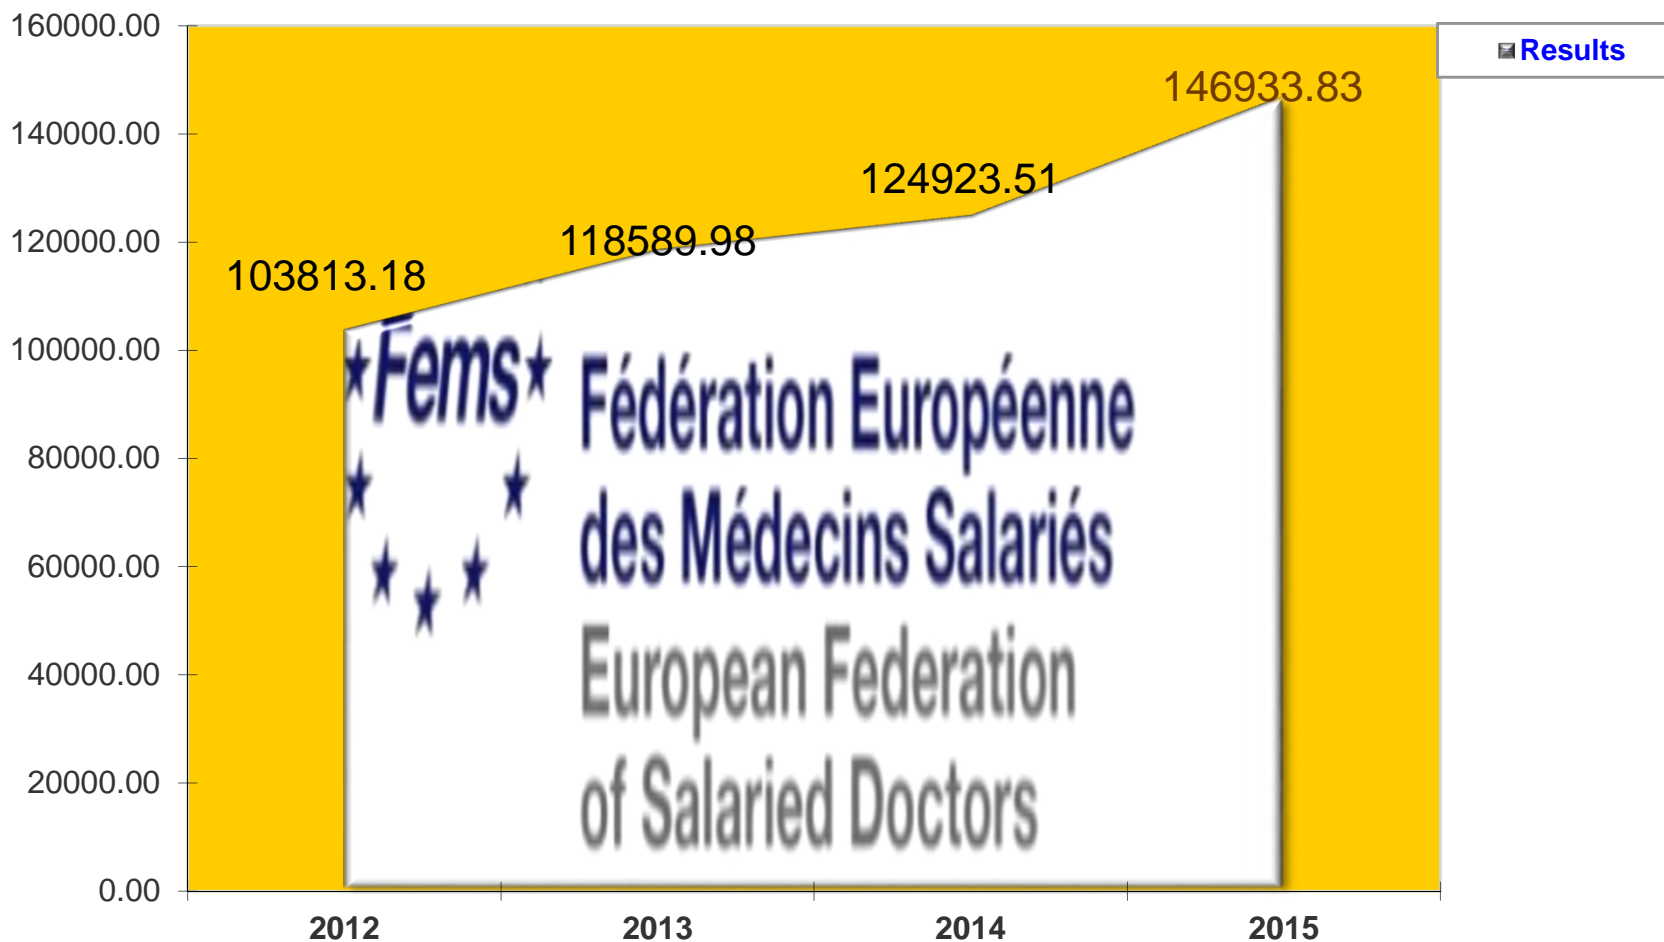 160000.00
140000.00
120000.00
100000.00
80000.00
60000.00
40000.00
20000.00
0.00
Results
146933.83
124923.51
118589.98
103813.18
Fems
Fédération Européenne
des Médecins Salariés
European Federation
of Salaried Doctors
2012 2013 2014 2015